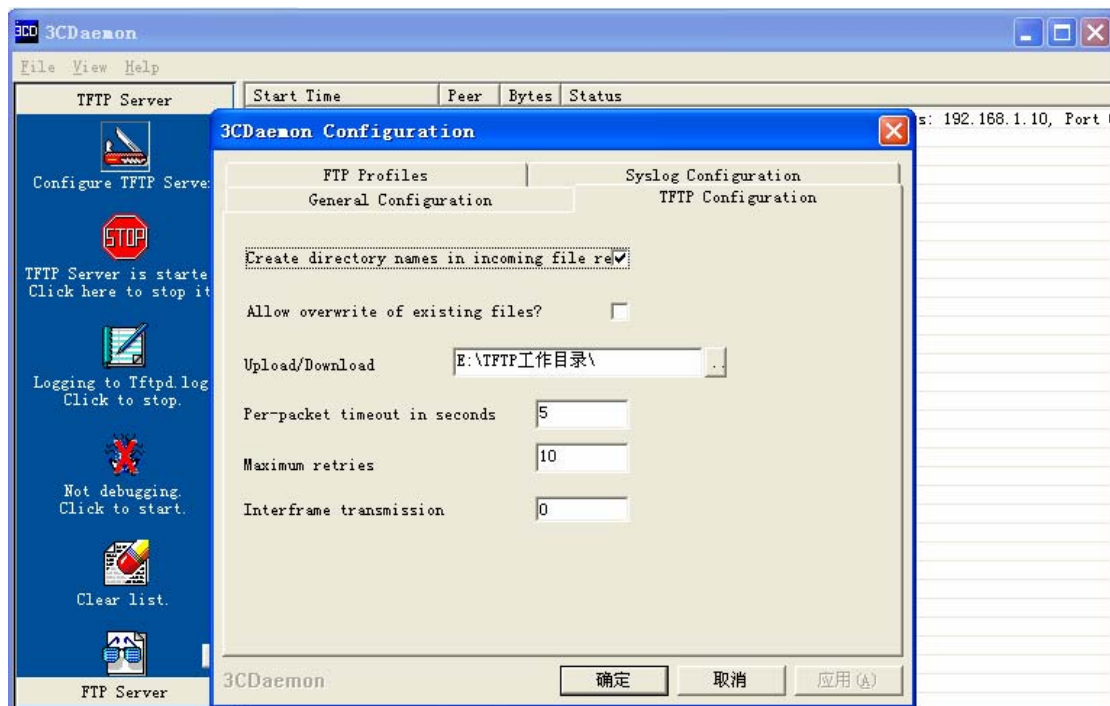 3CD 3CDaemon
File View Help
TFTP Server
Start Time Peer Bytes Status
s: 192.168.1.10, Port
Configure TFTP Serve
STOP
TFTP Server is starte
Click here to stop it
Logging to Tftpd.log
Click to stop.
Not debugging.
Click to start.
Clear list.
FTP Server
3CDaemon Configuration
FTP Profiles Syslog Configuration
General Configuration TFTP Configuration
Create directory names in incoming file re
Allow overwrite of existing files?
Upload/Download E:\TFTP工作目录\ ..
Per-packet timeout in seconds 5
Maximum retries 10
Interframe transmission 0
3CDaemon 确定 取消 应用(A)